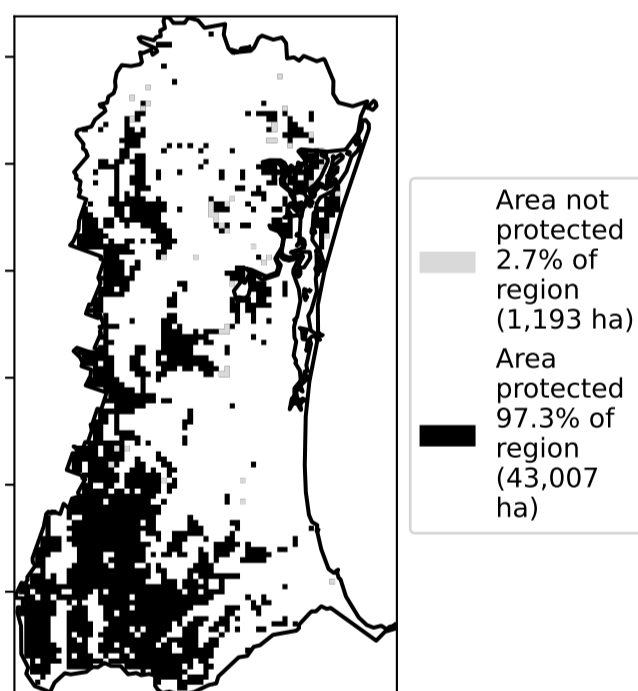 Area not
protected
2.7% of
region
(1,193 ha)
Area
protected
97.3% of
region
(43,007
ha)